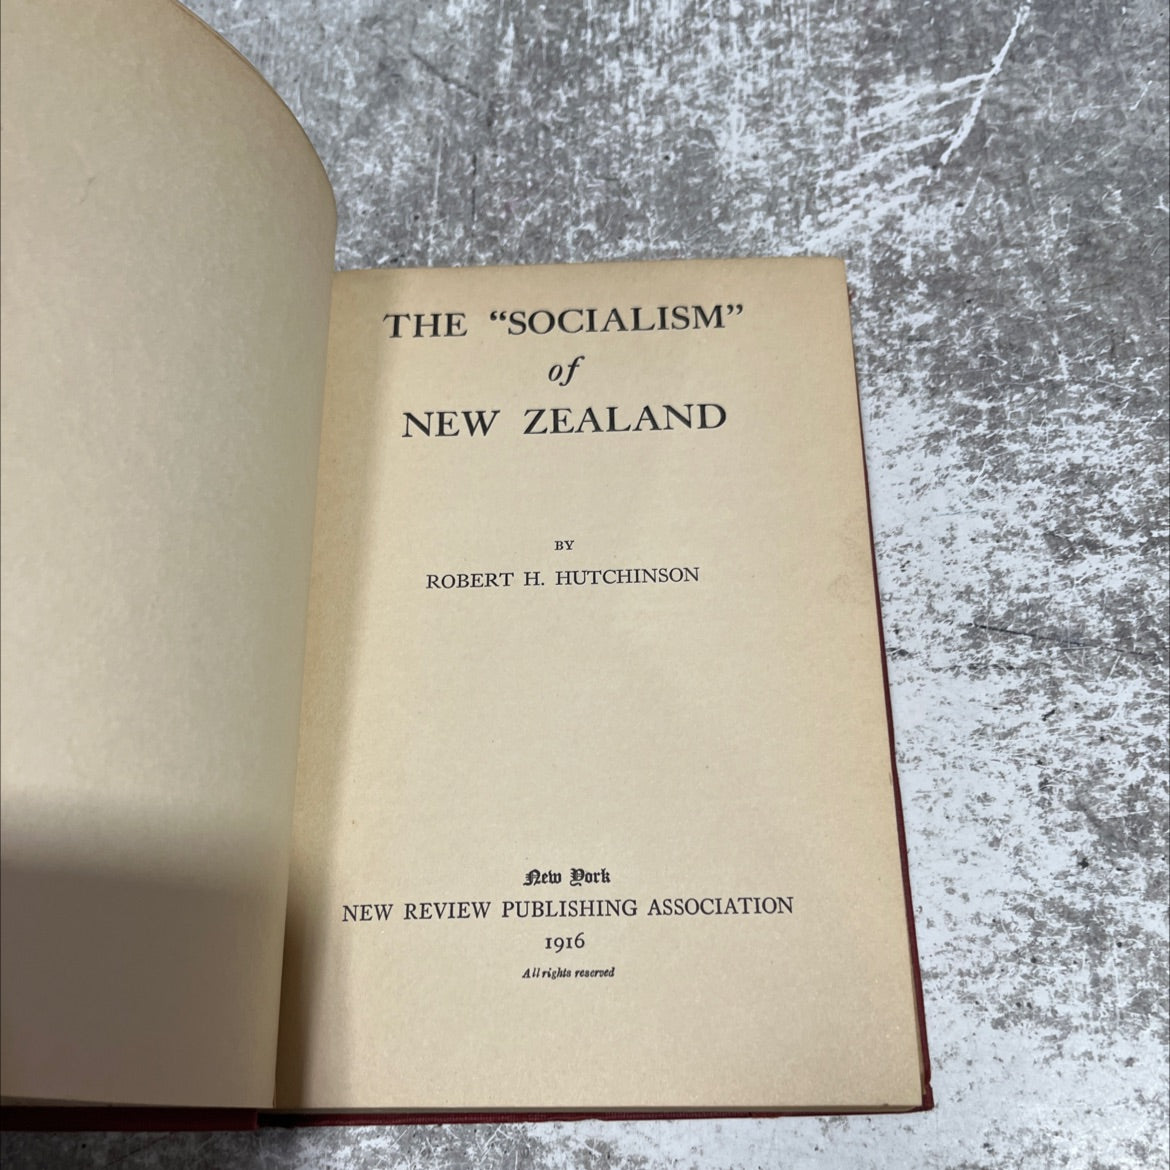 THE “SOCIALISM”
of
NEW ZEALAND
BY
ROBERT H. HUTCHINSON
New York
NEW REVIEW PUBLISHING ASSOCIATION
1916
All rights reserved